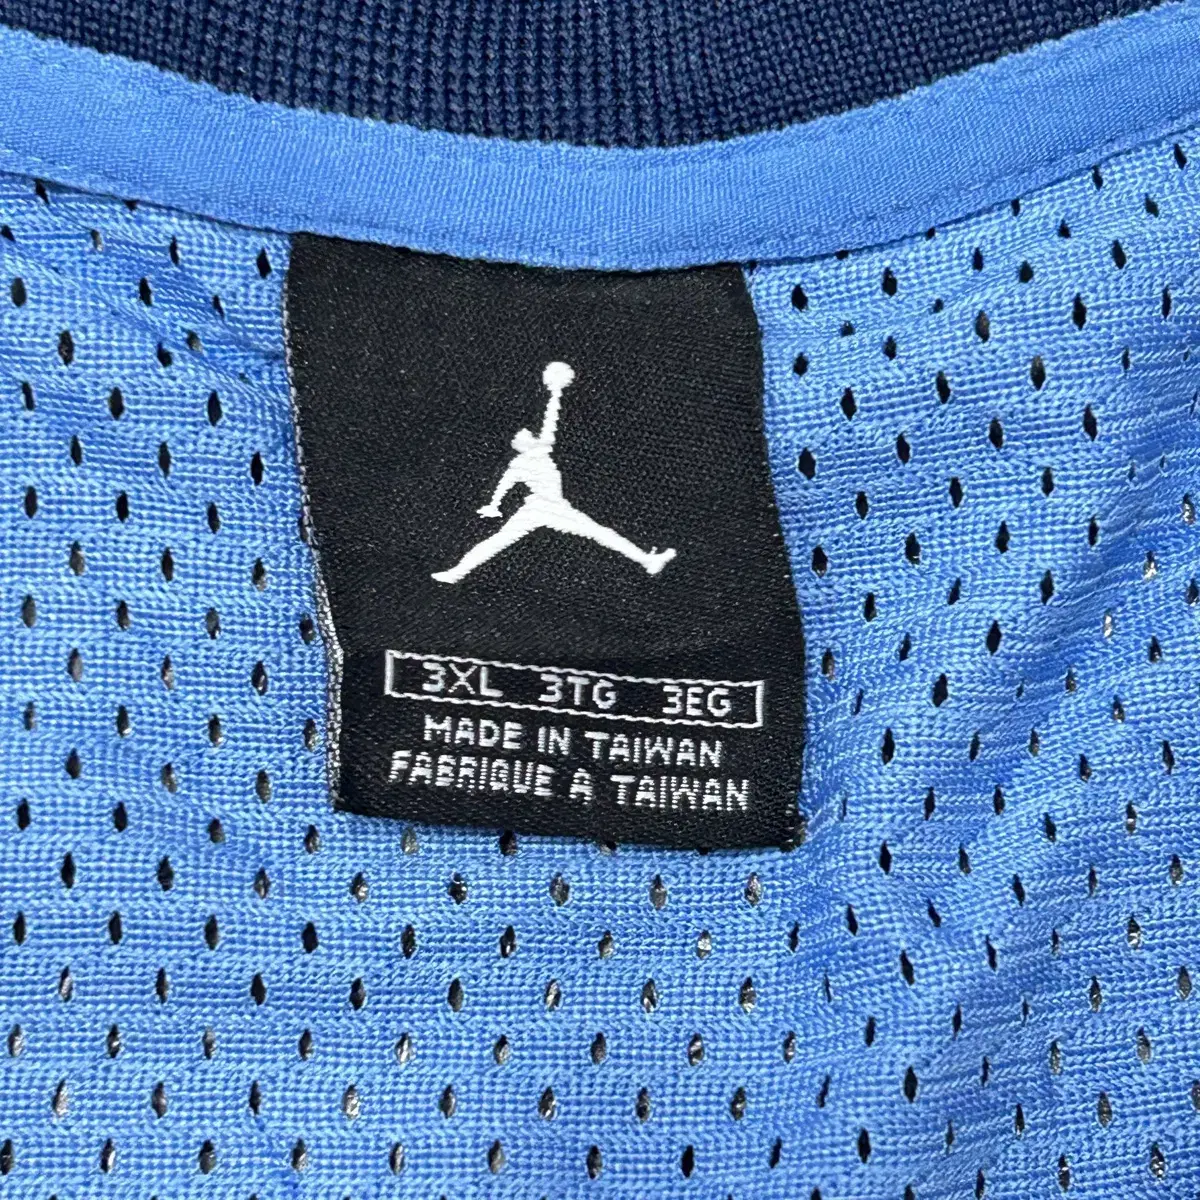 3XL 3TG 3EG
MADE IN TAIWAN
FABRIQUE A TAIWAN